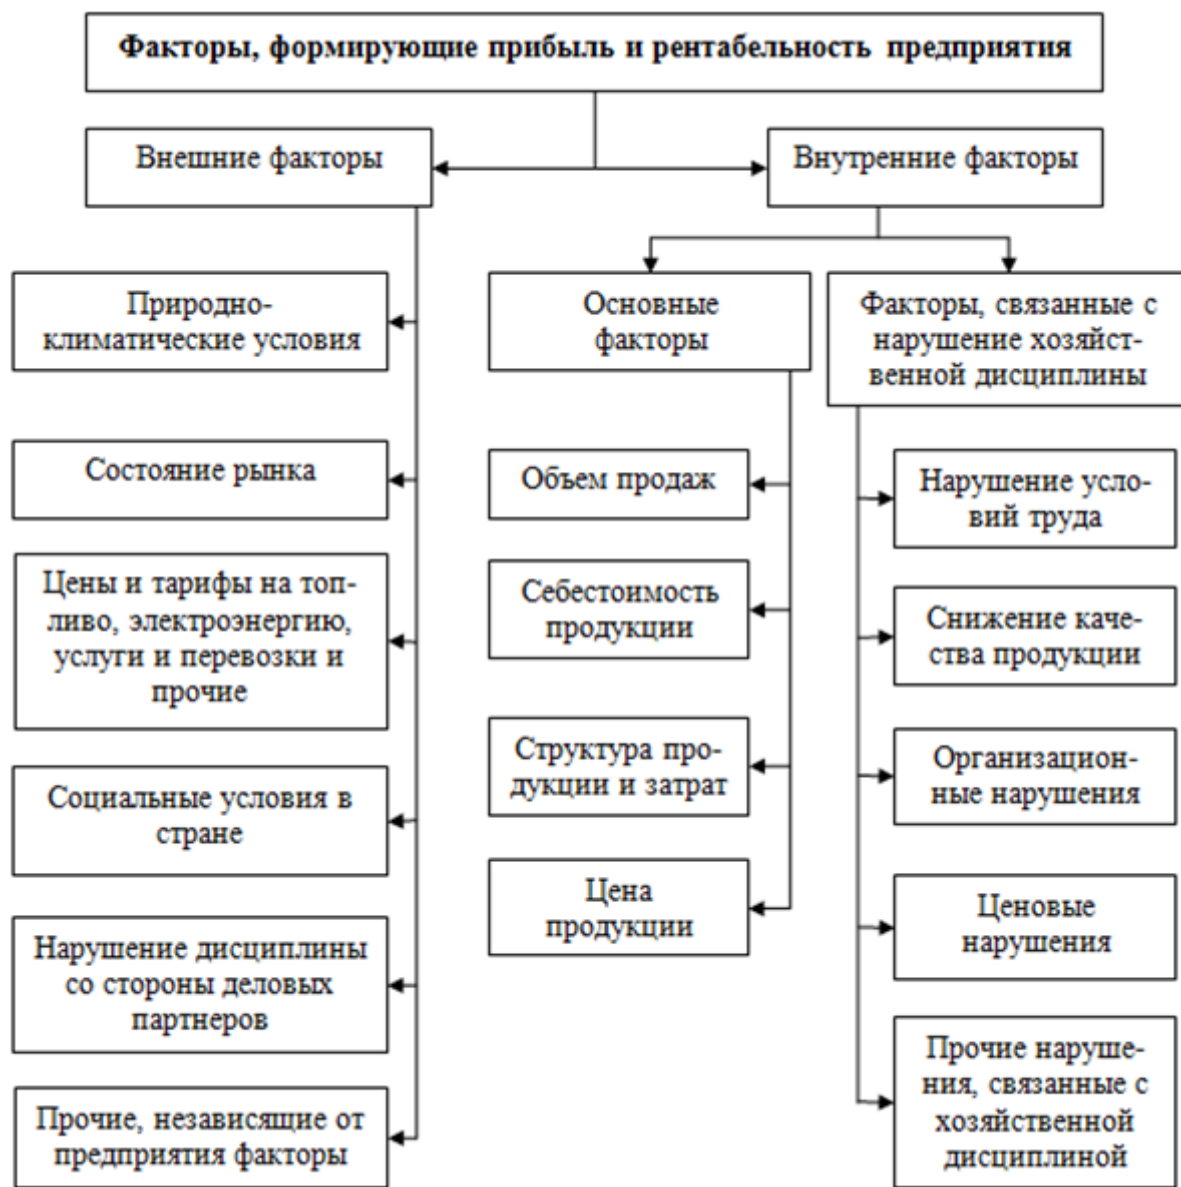 Факторы, формирующие прибыль и рентабельность предприятия
Внешние факторы
Внутренние факторы
Природно-
климатические условия
Состояние рынка
Цены и тарифы на топ-
ливо, электроэнергию,
услуги и перевозки и
прочие
Социальные условия в
стране
Нарушение дисциплины
со стороны деловых
партнеров
Прочие, независящие от
предприятия факторы
Основные
факторы
Объем продаж
Себестоимость
продукции
Структура про-
дукции и затрат
Цена
продукции
Факторы, связанные с
нарушение хозяйст-
венной дисциплины
Нарушение усло-
вий труда
Снижение каче-
ства продукции
Организацион-
ные нарушения
Ценовые
нарушения
Прочие наруше-
ния, связанные с
хозяйственной
дисциплиной